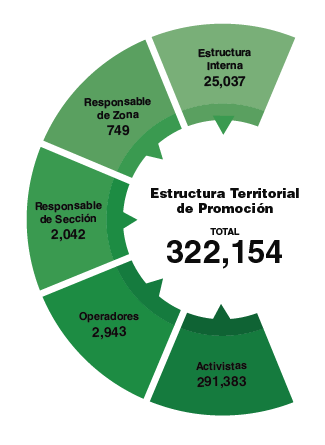 Estructura
Interna
25,037
Responsable
de Zona
749
Responsable
de Sección
2,042
Operadores
2,943
Activistas
291,383
Estructura Territorial
de Promoción
TOTAL
322,154